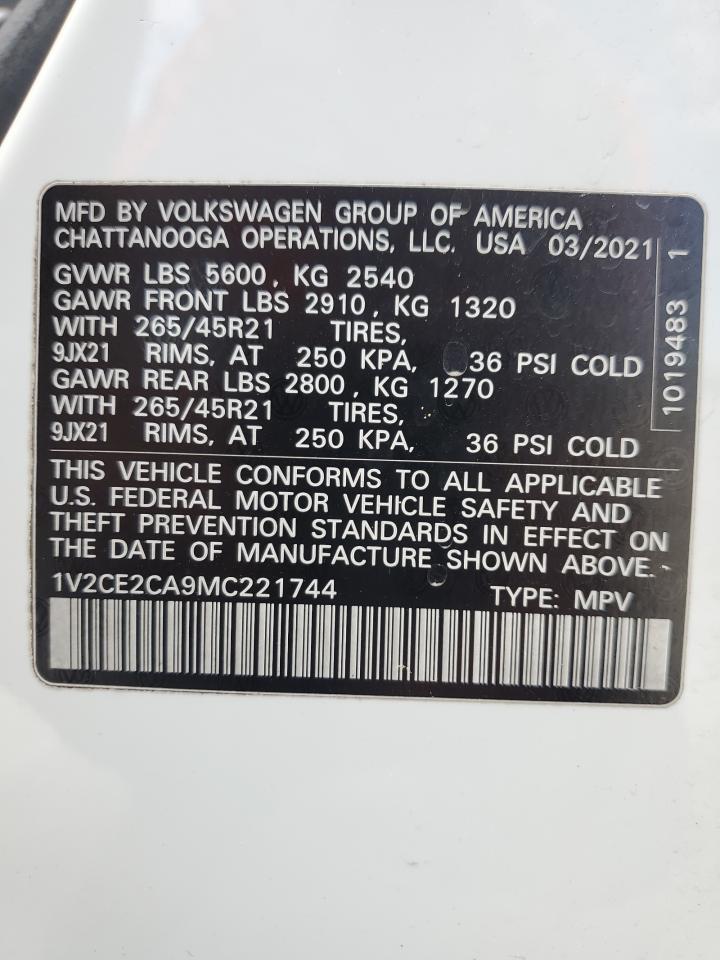 MFD BY VOLKSWAGEN GROUP OF AMERICA
CHATTANOOGA OPERATIONS, LLC. USA 03/2021
GVWR LBS 5600, KG 2540
GAWR FRONT LBS 2910, KG 1320
WITH 265/45R21 TIRES,
9JX21 RIMS, AT 250 KPA, 36 PSI COLD
GAWR REAR LBS 2800, KG 1270
WITH 265/45R21 TIRES,
9JX21 RIMS, AT 250 KPA, 36 PSI COLD
1019483 1
THIS VEHICLE CONFORMS TO ALL APPLICABLE
U.S. FEDERAL MOTOR VEHICLE SAFETY AND
THEFT PREVENTION STANDARDS IN EFFECT ON
THE DATE OF MANUFACTURE SHOWN ABOVE.
1V2CE2CA9MC221744 TYPE: MPV